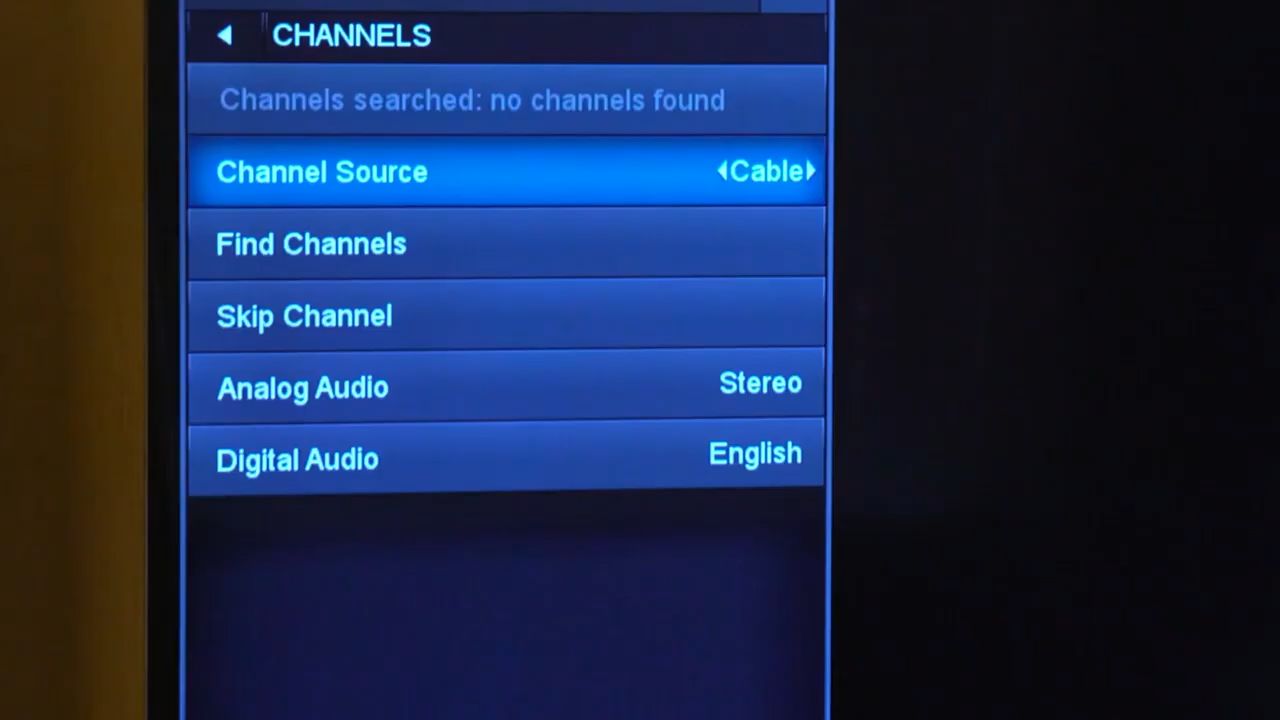 CHANNELS
Channels searched: no channels found
Channel Source Cable
Find Channels
Skip Channel
Analog Audio Stereo
Digital Audio English